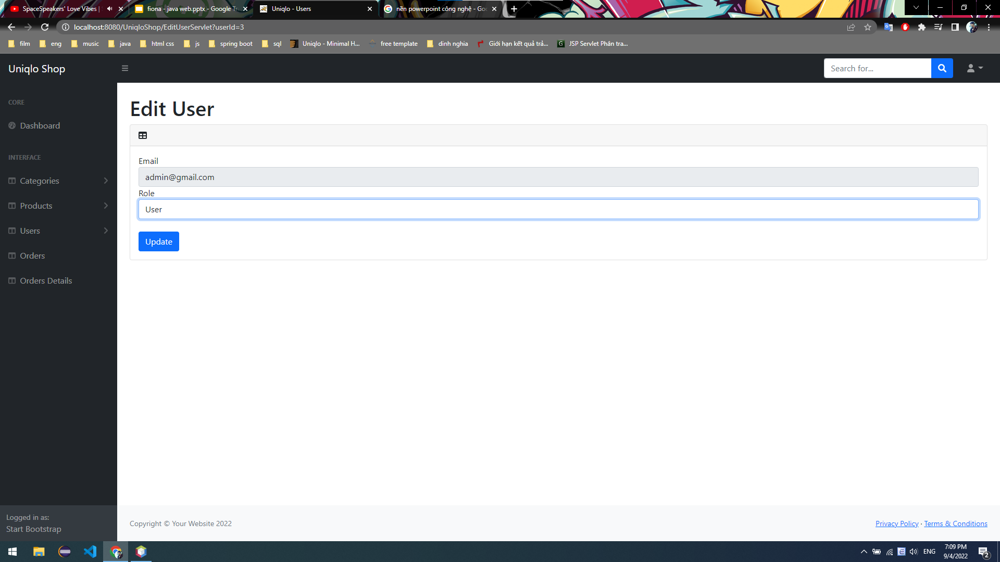 SpaceSpeakers' Love Vibes |
fiona - java web.pptx - Google Tr
Uniqlo - Users
nền powerpoint công nghệ - Goo
localhost:8080/UniqloShop/EditUserServlet?userId=3
film
eng
music
java
html css
js
spring boot
sql
Uniqlo - Minimal H...
free template
dinh nghia
Giới hạn kết quả trả...
G
JSP Servlet Phân tra...
Uniqlo Shop
Search for...
CORE
Dashboard
INTERFACE
Categories
Products
Users
Orders
Orders Details
Edit User
Email
admin@gmail.com
Role
User
Update
Logged in as:
Start Bootstrap
Copyright © Your Website 2022
Privacy Policy · Terms & Conditions
ENG
7:09 PM
9/4/2022
2